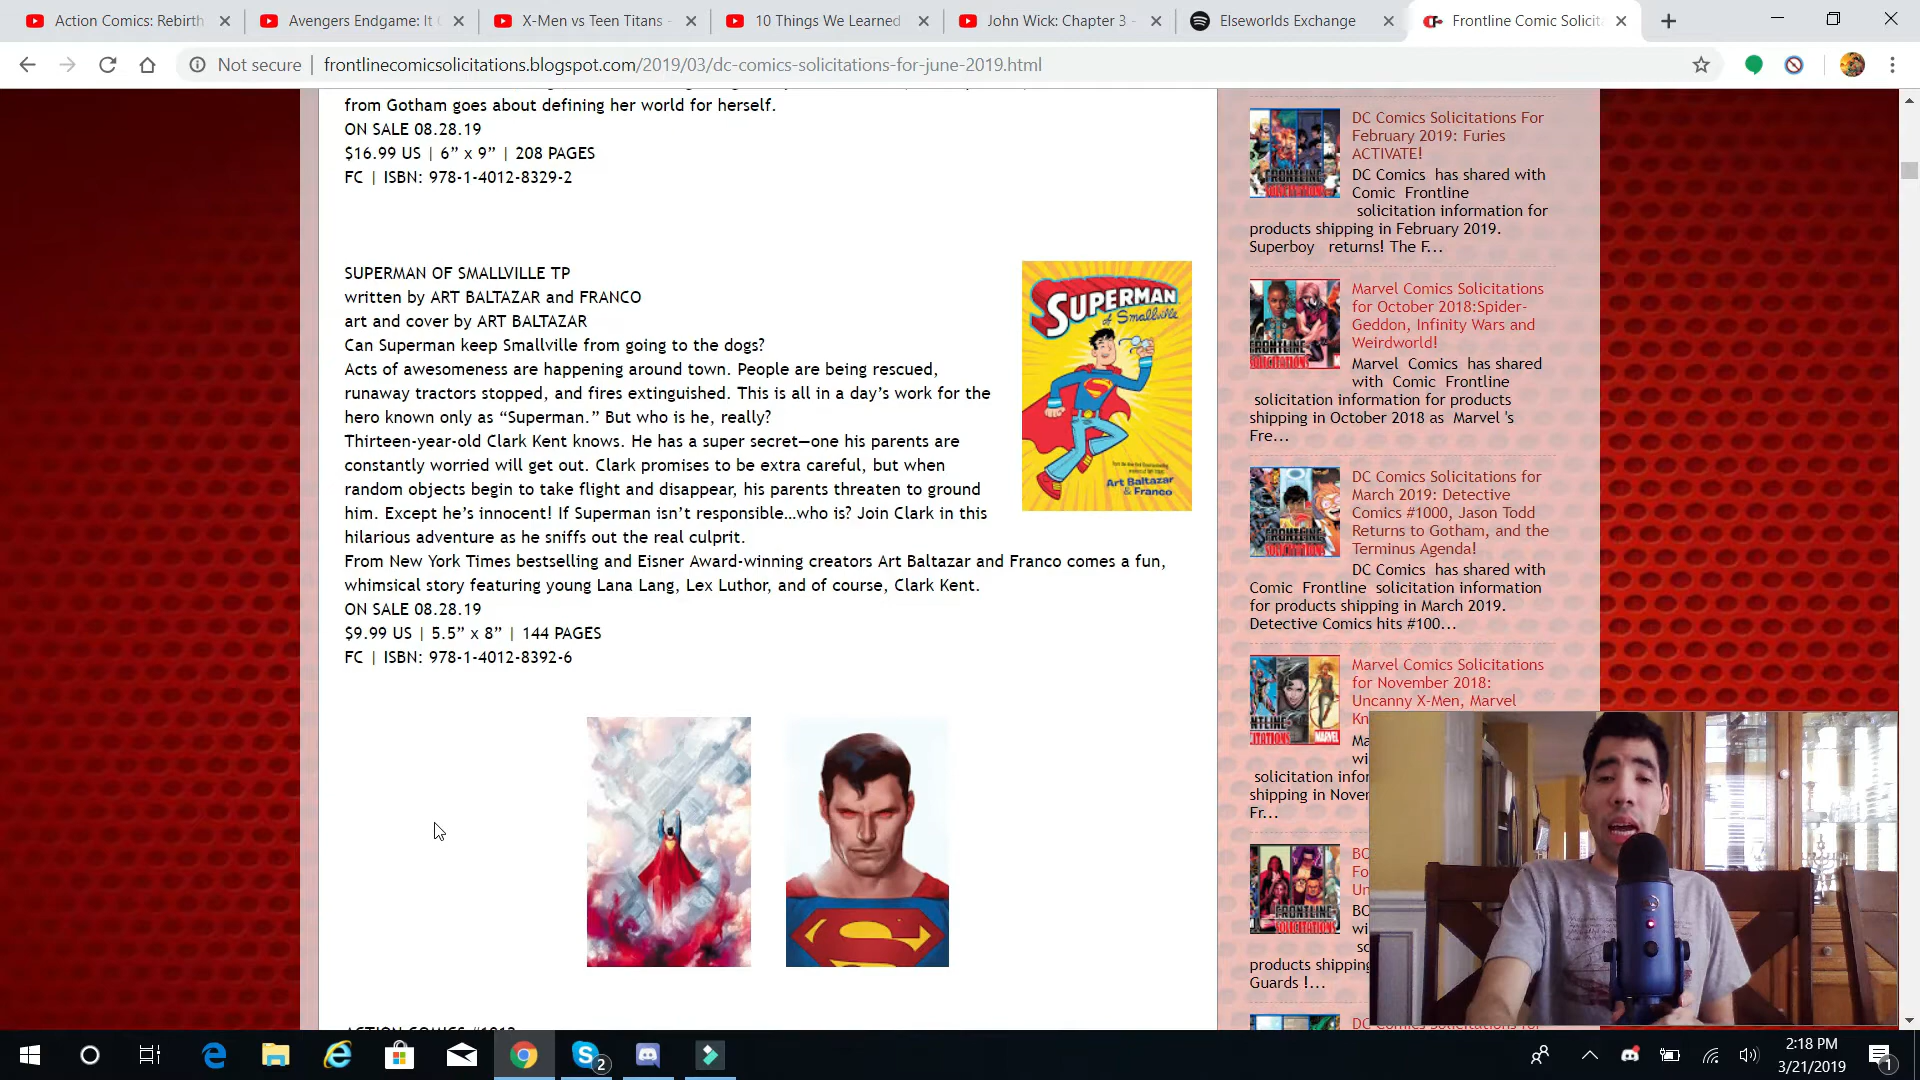 Action Comics: Rebirth
Avengers Endgame: It
X-Men vs Teen Titans -
10 Things We Learned
John Wick: Chapter 3 -
Elseworlds Exchange
Frontline Comic Solicit
Not secure
frontlinecomicsolicitations.blogspot.com/2019/03/dc-comics-solicitations-for-june-2019.html
from Gotham goes about defining her world for herself.
ON SALE 08.28.19
$16.99 US | 6” x 9” | 208 PAGES
FC | ISBN: 978-1-4012-8329-2
SUPERMAN OF SMALLVILLE TP
written by ART BALTAZAR and FRANCO
art and cover by ART BALTAZAR
Can Superman keep Smallville from going to the dogs?
Acts of awesomeness are happening around town. People are being rescued,
runaway tractors stopped, and fires extinguished. This is all in a day’s work for the
hero known only as “Superman.” But who is he, really?
Thirteen-year-old Clark Kent knows. He has a super secret—one his parents are
constantly worried will get out. Clark promises to be extra careful, but when
random objects begin to take flight and disappear, his parents threaten to ground
him. Except he’s innocent! If Superman isn’t responsible…who is? Join Clark in this
hilarious adventure as he sniffs out the real culprit.
From New York Times bestselling and Eisner Award-winning creators Art Baltazar and Franco comes a fun,
whimsical story featuring young Lana Lang, Lex Luthor, and of course, Clark Kent.
ON SALE 08.28.19
$9.99 US | 5.5” x 8” | 144 PAGES
FC | ISBN: 978-1-4012-8392-6
SUPERMAN
of Smallville
Art Baltazar
& Franco
ACTION COMICS #1012
DC Comics Solicitations For
February 2019: Furies
ACTIVATE!
DC Comics has shared with
Comic Frontline
solicitation information for
products shipping in February 2019.
Superboy returns! The F...
Marvel Comics Solicitations
for October 2018:Spider-
Geddon, Infinity Wars and
Weirdworld!
Marvel Comics has shared
with Comic Frontline
solicitation information for products
shipping in October 2018 as Marvel 's
Fre...
DC Comics Solicitations for
March 2019: Detective
Comics #1000, Jason Todd
Returns to Gotham, and the
Terminus Agenda!
DC Comics has shared with
Comic Frontline solicitation information
for products shipping in March 2019.
Detective Comics hits #100...
Marvel Comics Solicitations
for November 2018:
Uncanny X-Men, Marvel
Kn
Ma
wi
solicitation infor
shipping in Nover
Fr...
BO
Fo
Un
BO
wi
so
products shipping
Guards !...
DC Comics Solicitations for
2:18 PM
3/21/2019
2
1